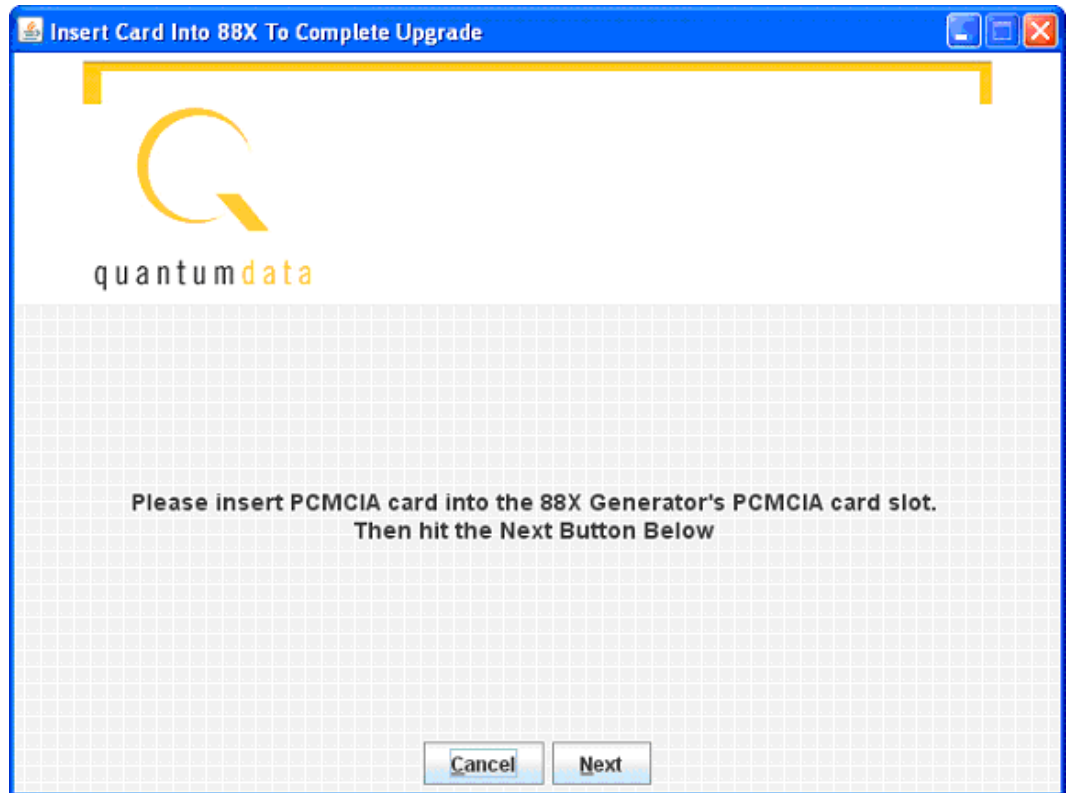 Insert Card Into 88X To Complete Upgrade
quantumdata
Please insert PCMCIA card into the 88X Generator's PCMCIA card slot.
Then hit the Next Button Below
Cancel Next